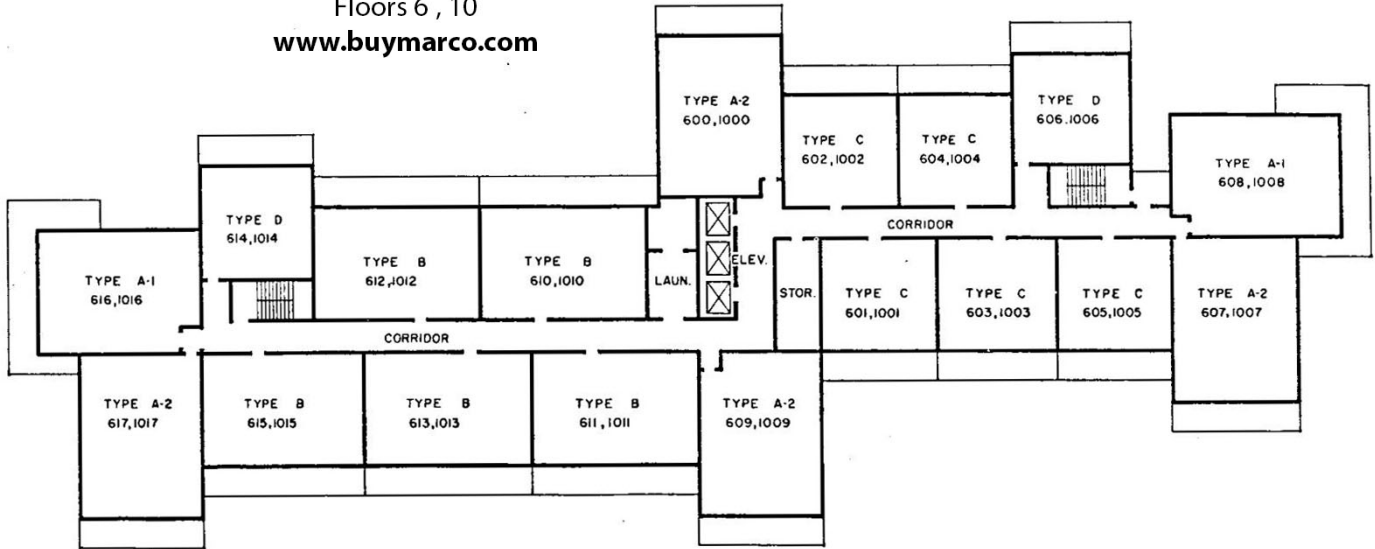 Floors 6 , 10
www.buymarco.com
TYPE A-2
600,1000
TYPE C
602,1002
TYPE C
604,1004
TYPE D
606.1006
TYPE A-1
608,1008
CORRIDOR
TYPE D
614,1014
TYPE B
612,1012
TYPE B
610,1010
LAUN.
ELEV.
STOR.
TYPE C
601,1001
TYPE C
603,1003
TYPE C
605,1005
TYPE A-2
607,1007
TYPE A-1
616,1016
CORRIDOR
TYPE A-2
617,1017
TYPE B
615,1015
TYPE B
613,1013
TYPE B
611,1011
TYPE A-2
609,1009